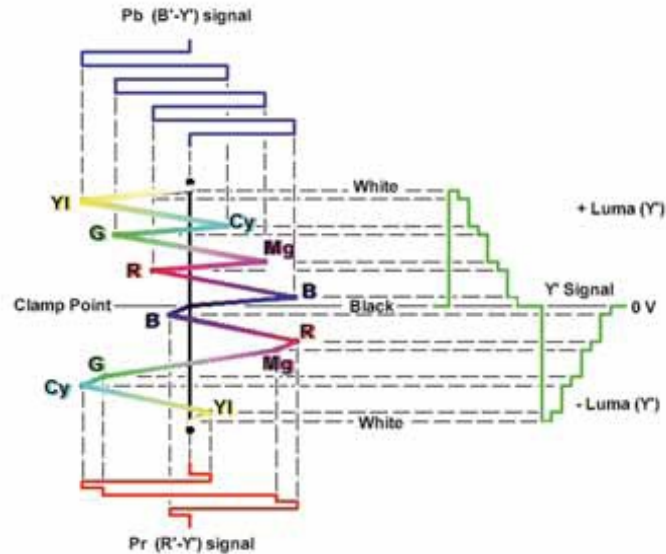 Pb (B'-Y') signal
White
Yl
+ Luma (Y')
Cy
G
Mg
R
Y' Signal
B
Clamp Point
Black
0 V
B
R
Mg
G
Cy
Yl
- Luma (Y')
White
Pr (R'-Y') signal